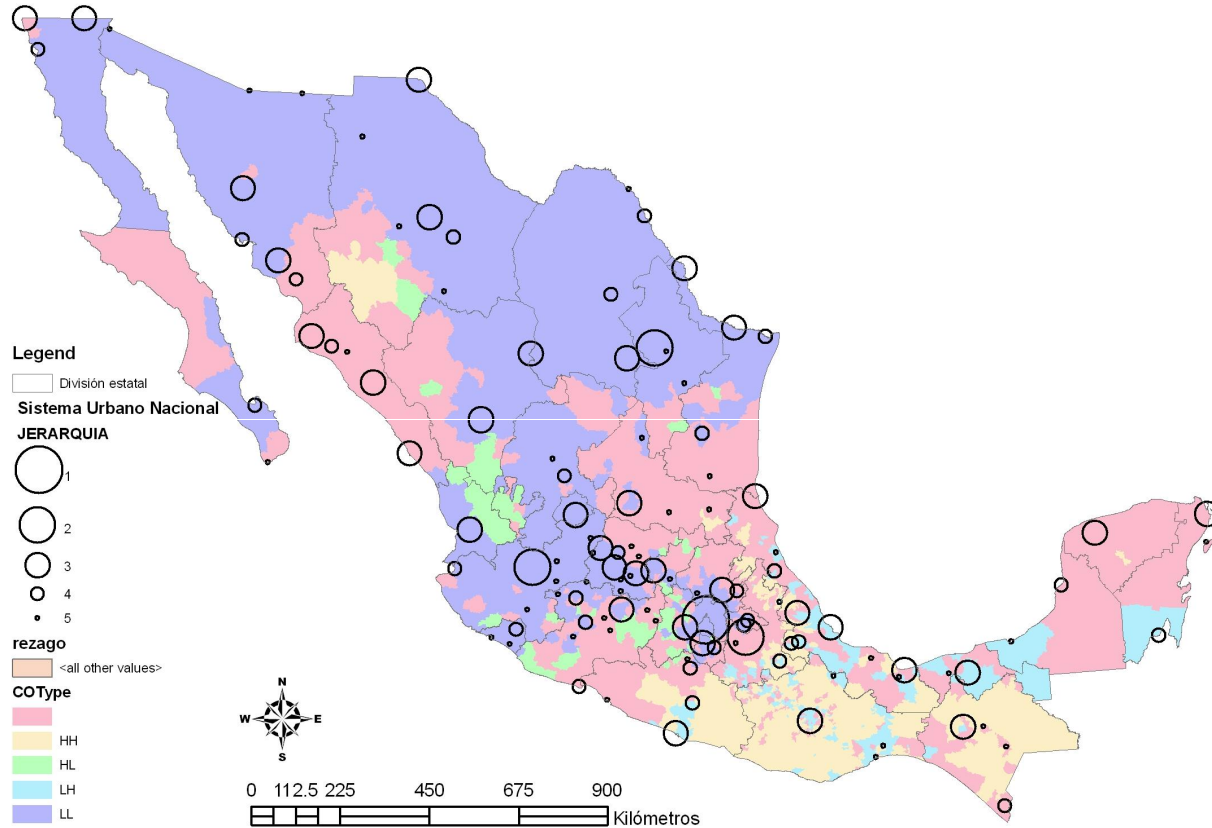 Legend
División estatal
Sistema Urbano Nacional
JERARQUIA
1
2
3
4
5
rezago
<all other values>
COType
HH
HL
LH
LL
N
W E
S
0 112.5 225 450 675 900
Kilómetros